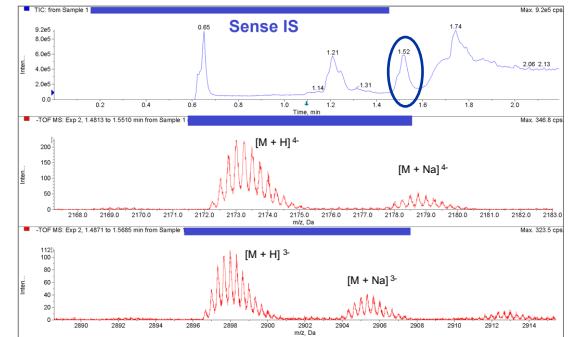 TIC: from Sample 1
Max. 9.2e5 cps
Sense IS
9.2e5
8.0e5
6.0e5
4.0e5
2.0e5
0.0
Inten...
0.65
1.14
1.21
1.31
1.52
1.74
2.06 2.13
0.2 0.4 0.6 0.8 1.0 1.2 1.4 1.6 1.8 2.0
Time, min
-TOF MS: Exp 2, 1.4813 to 1.5510 min from Sample 1
Max. 346.8 cps
[M + H] 4-
[M + Na] 4-
200
150
100
50
0
Inten...
2168.0 2169.0 2170.0 2171.0 2172.0 2173.0 2174.0 2175.0 2176.0 2177.0 2178.0 2179.0 2180.0 2181.0 2182.0 2183.0
m/z, Da
-TOF MS: Exp 2, 1.4871 to 1.5685 min from Sample
Max. 323.5 cps
[M + H] 3-
[M + Na] 3-
112
100
80
60
40
20
0
Inten...
2890 2892 2894 2896 2898 2900 2902 2904 2906 2908 2910 2912 2914
m/z, Da